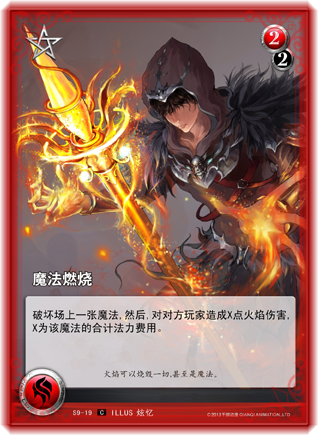 2
2
魔法燃烧
破坏场上一张魔法,然后,对对方玩家造成X点火焰伤害,
X为该魔法的合计法力费用。
火焰可以烧毁一切,甚至是魔法。
S9-19 C ILLUS 炫忆